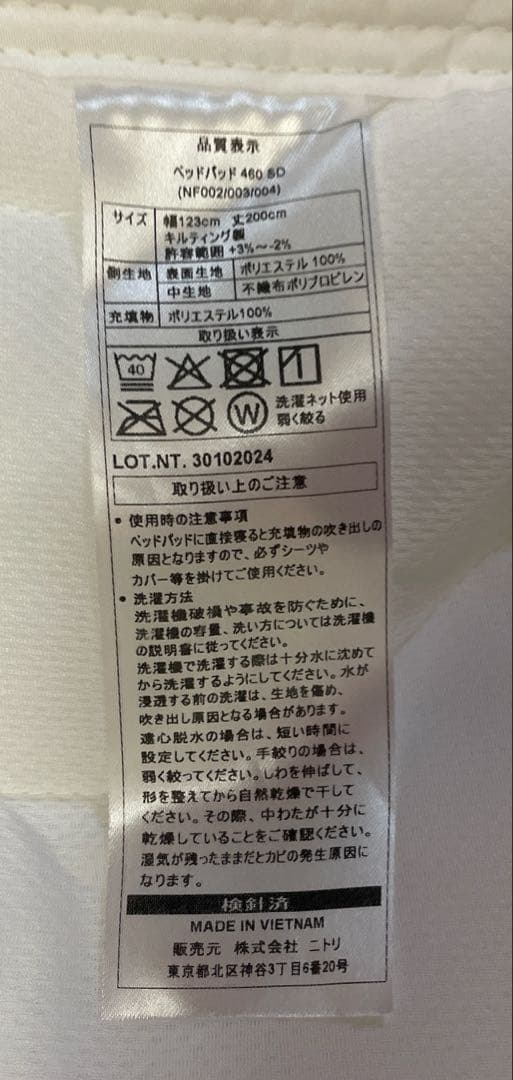 品質表示
ベッドパッド 460 SD
(NF002/003/004)
サイズ 幅123cm 丈200cm
キルティング製
許容範囲 +3%～-2%
側生地 表面生地 ポリエステル 100%
中生地 不織布ポリプロピレン
充填物 ポリエステル100%
取り扱い表示
40
W 洗濯ネット使用
弱く絞る
LOT.NT. 30102024
取り扱い上のご注意
• 使用時の注意事項
ベッドパッドに直接寝ると充填物の吹き出しの
原因となりますので、必ずシーツや
カバー等を掛けてご使用ください。
• 洗濯方法
洗濯機破損や事故を防ぐために、
洗濯機の容量、洗い方については洗濯機
の説明書に従ってください。
洗濯機で洗濯する際は十分水に沈めて
から洗濯するようにしてください。水が
浸透する前の洗濯は、生地を傷め、
吹き出し原因となる場合があります。
遠心脱水の場合は、短い時間に
設定してください。手絞りの場合は、
弱く絞ってください。しわを伸ばして、
形を整えてから自然乾燥で干して
ください。その際、中わたが十分に
乾燥していることをご確認ください。
湿気が残ったままだとカビの発生原因に
なります。
検針済
MADE IN VIETNAM
販売元 株式会社 ニトリ
東京都北区神谷3丁目6番20号